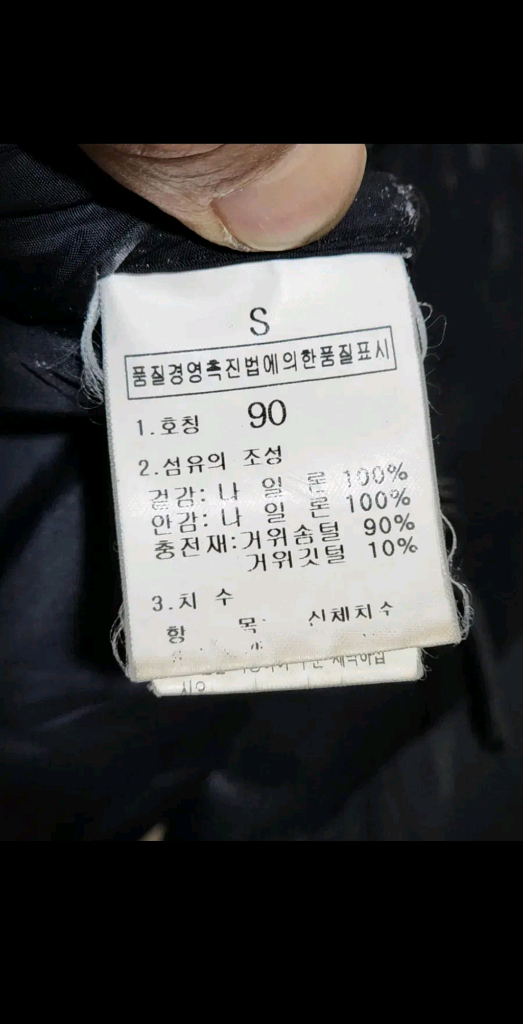 S
품질경영촉진법에의한품질표시
1.호칭 90
2.섬유의 조성
겉감: 나 일 론 100%
안감: 나 일 론 100%
충전재: 거위솜털 90%
거위깃털 10%
3.치 수
항 목 신체치수
시오